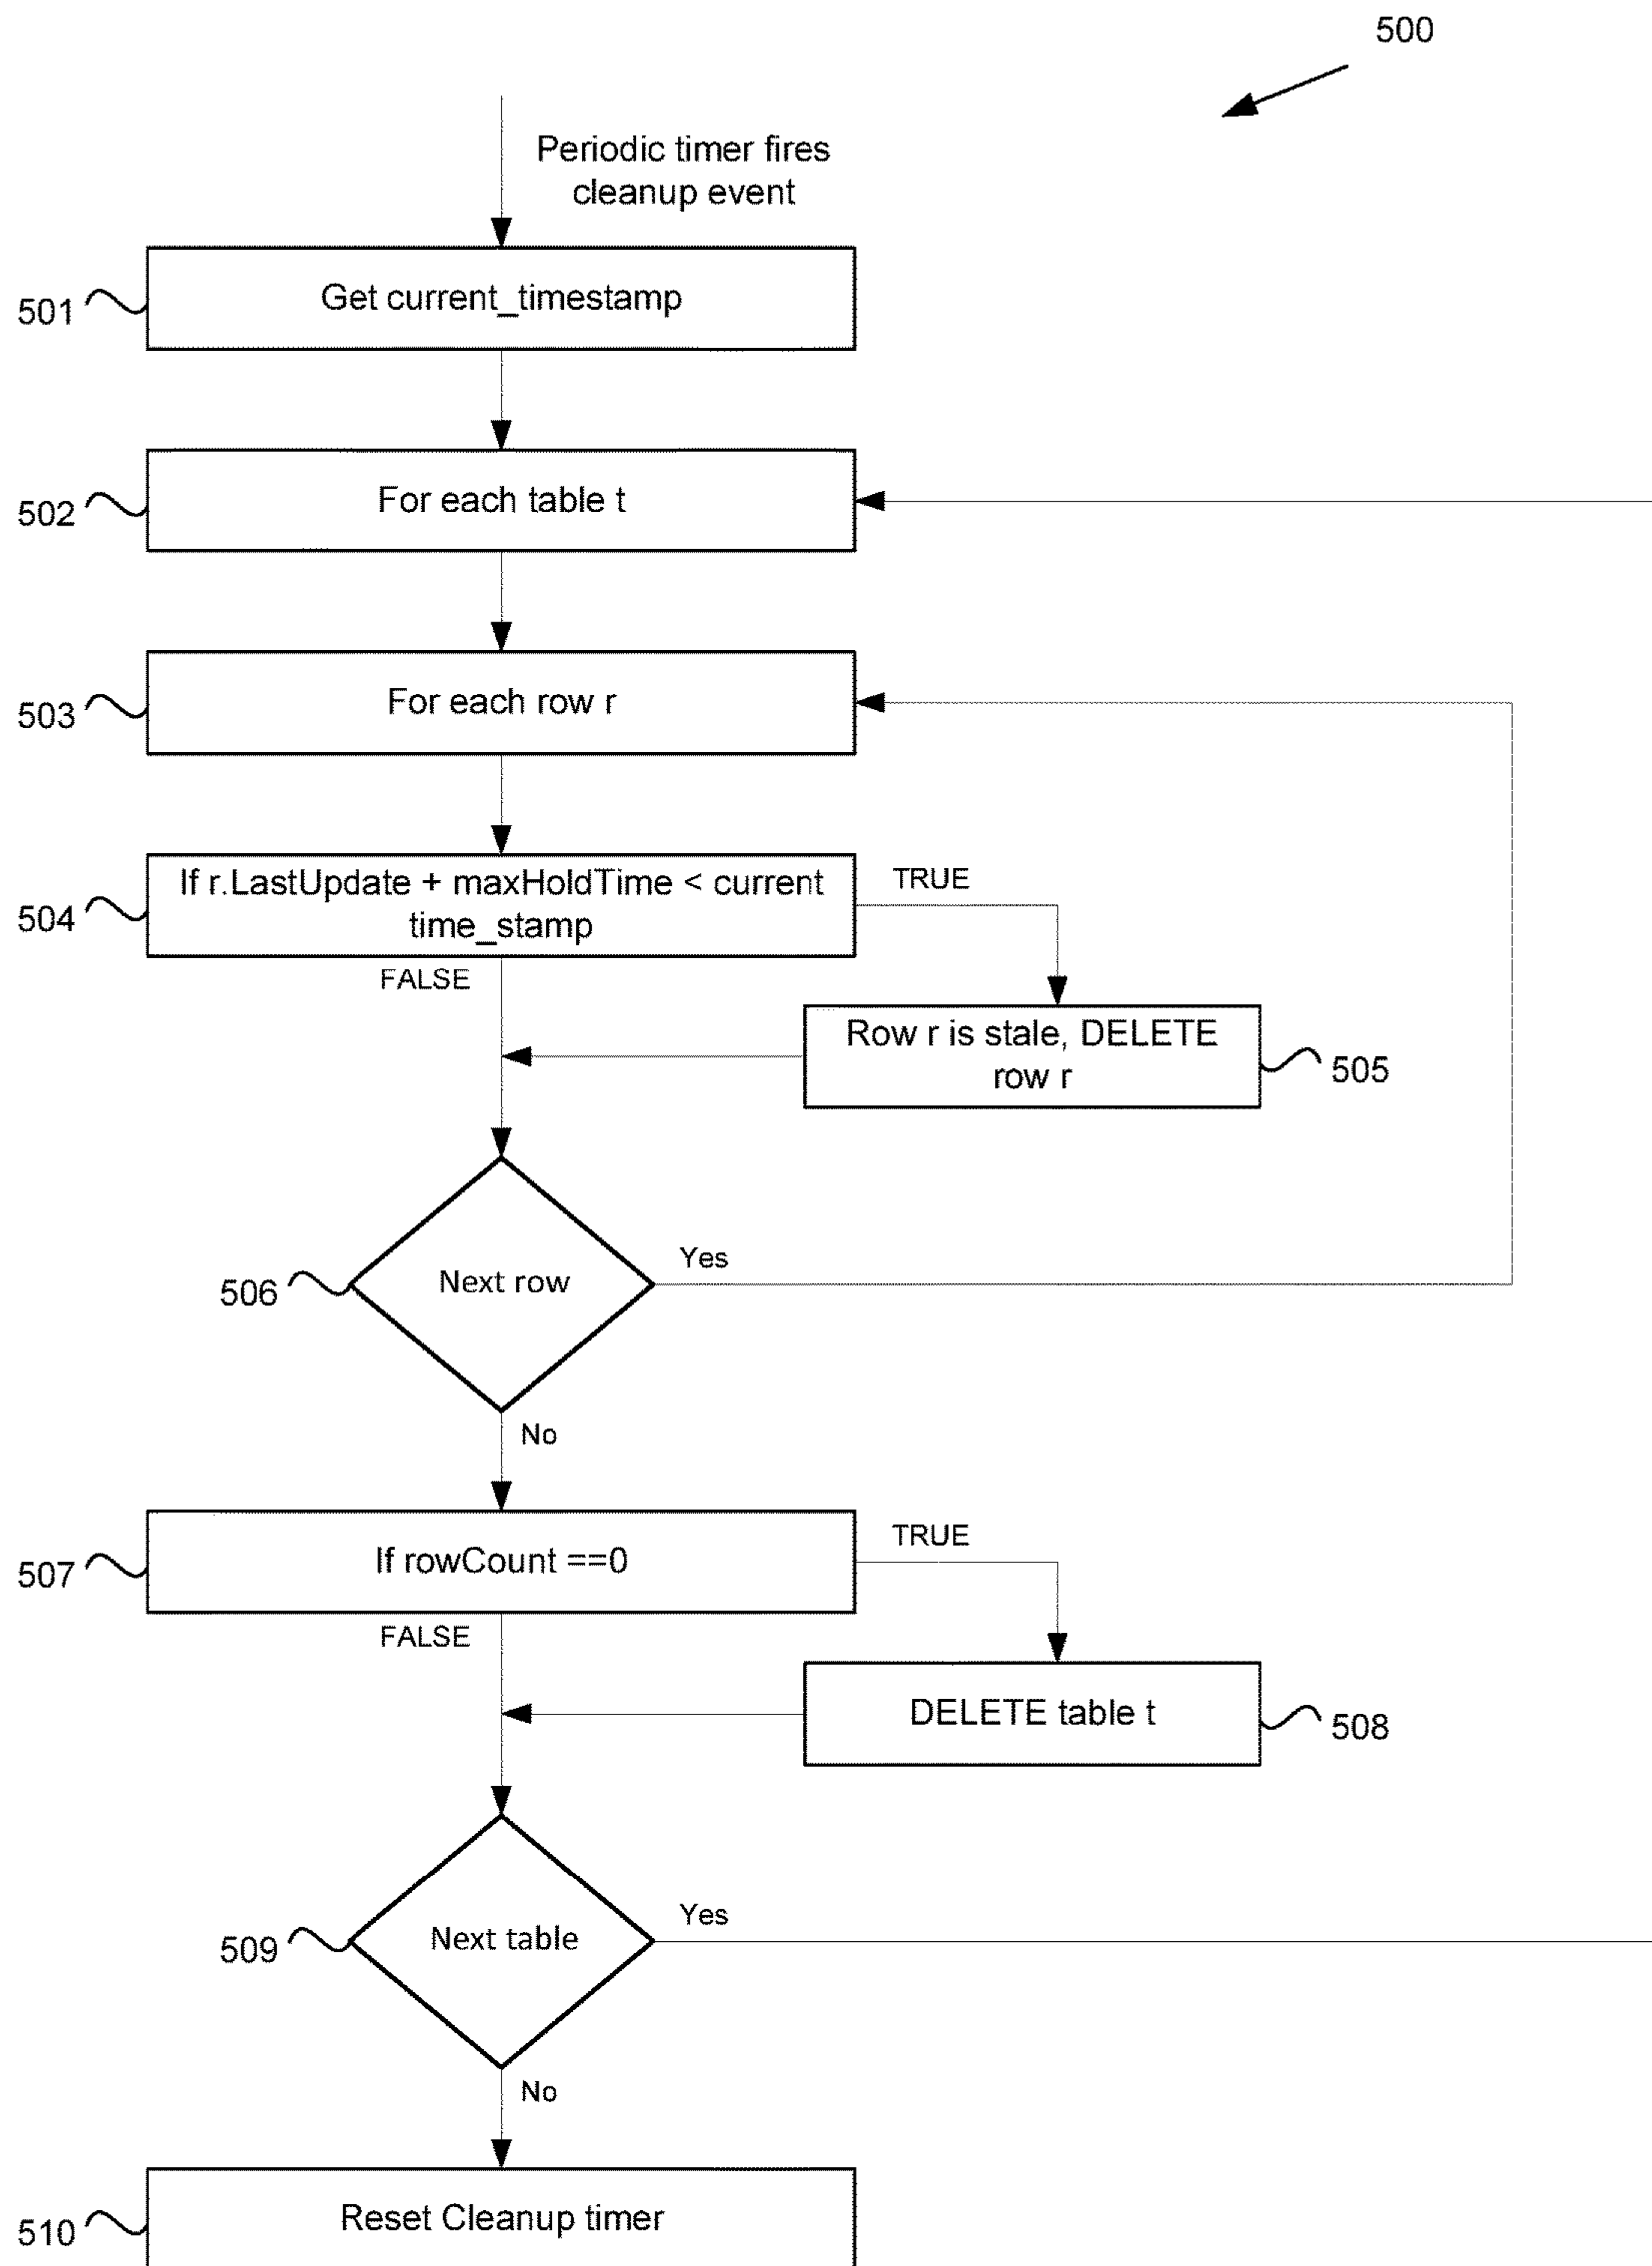 500
Periodic timer fires
cleanup event
501
Get current_timestamp
502
For each table t
503
For each row r
504
If r.LastUpdate + maxHoldTime < current
time_stamp
TRUE
FALSE
Row r is stale, DELETE
row r
505
506
Next row
Yes
No
507
If rowCount ==0
TRUE
FALSE
DELETE table t
508
509
Next table
Yes
No
510
Reset Cleanup timer